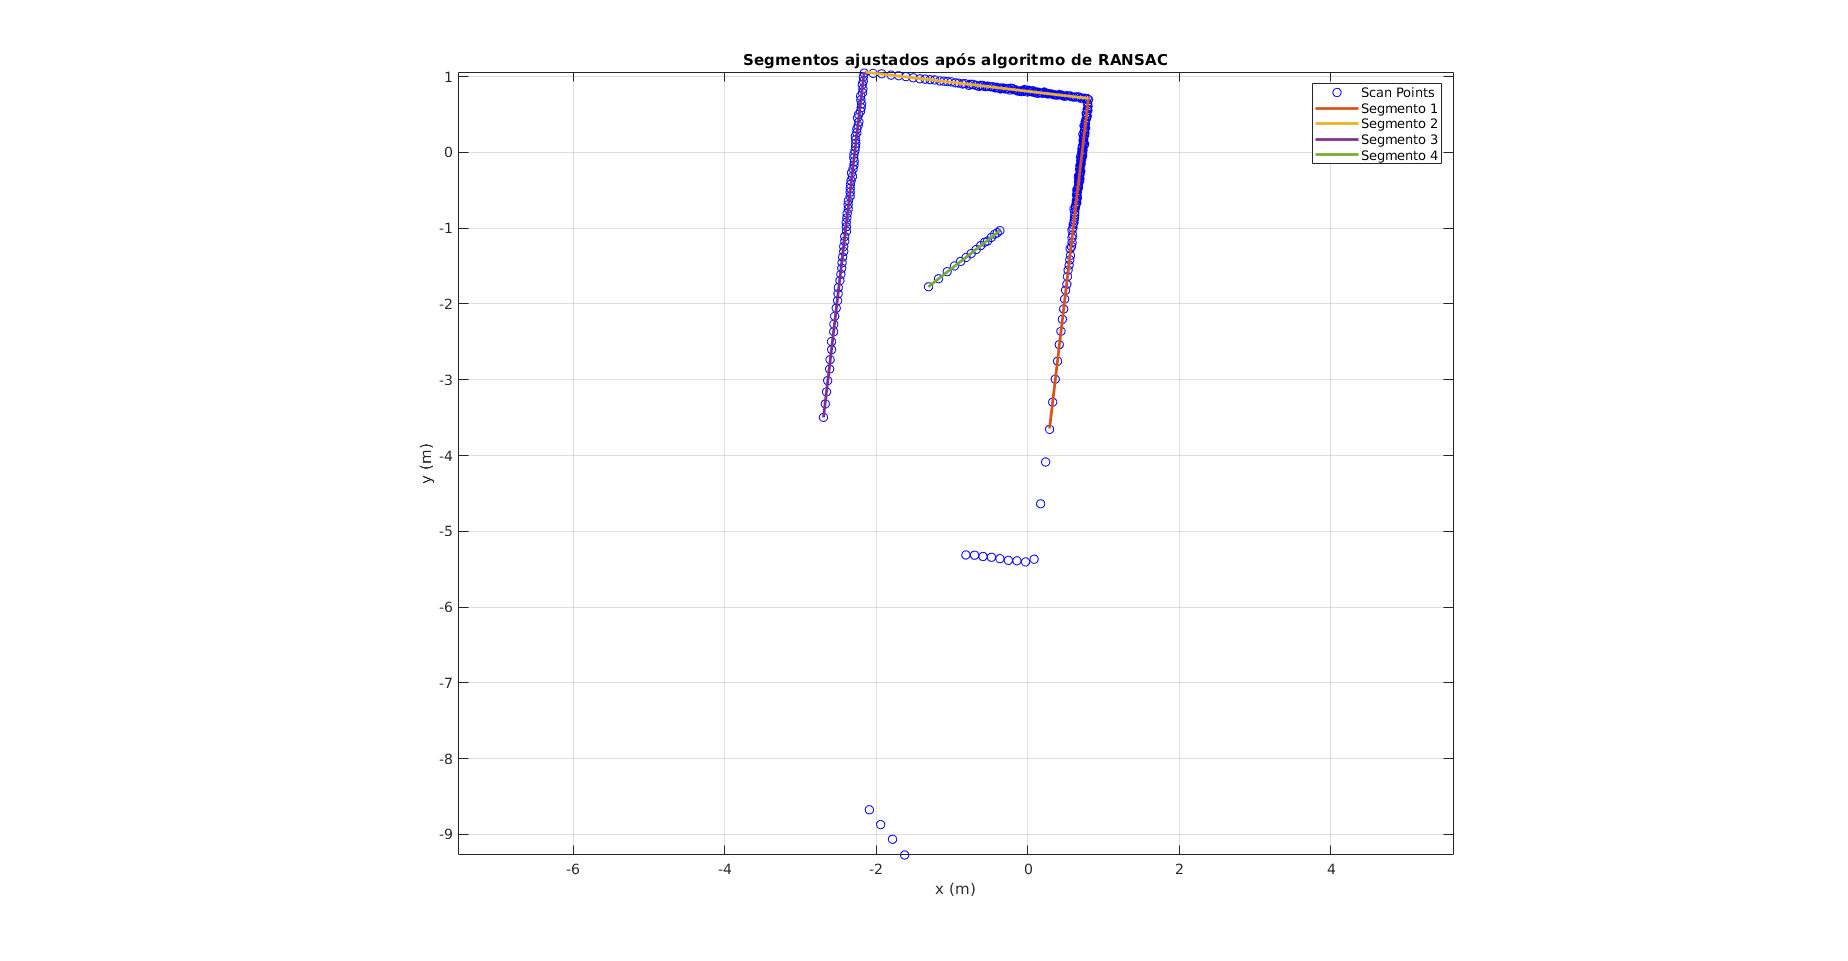 Segmentos ajustados após algoritmo de RANSAC
Scan Points
Segmento 1
Segmento 2
Segmento 3
Segmento 4
1
0
-1
-2
-3
-4
-5
-6
-7
-8
-9
y (m)
-6
-4
-2
0
2
4
x (m)